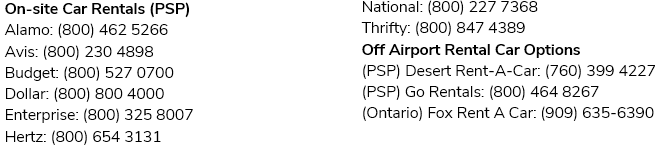 On-site Car Rentals (PSP)
Alamo: (800) 462 5266
Avis: (800) 230 4898
Budget: (800) 527 0700
Dollar: (800) 800 4000
Enterprise: (800) 325 8007
Hertz: (800) 654 3131
National: (800) 227 7368
Thrifty: (800) 847 4389
Off Airport Rental Car Options
(PSP) Desert Rent-A-Car: (760) 399 4227
(PSP) Go Rentals: (800) 464 8267
(Ontario) Fox Rent A Car: (909) 635-6390